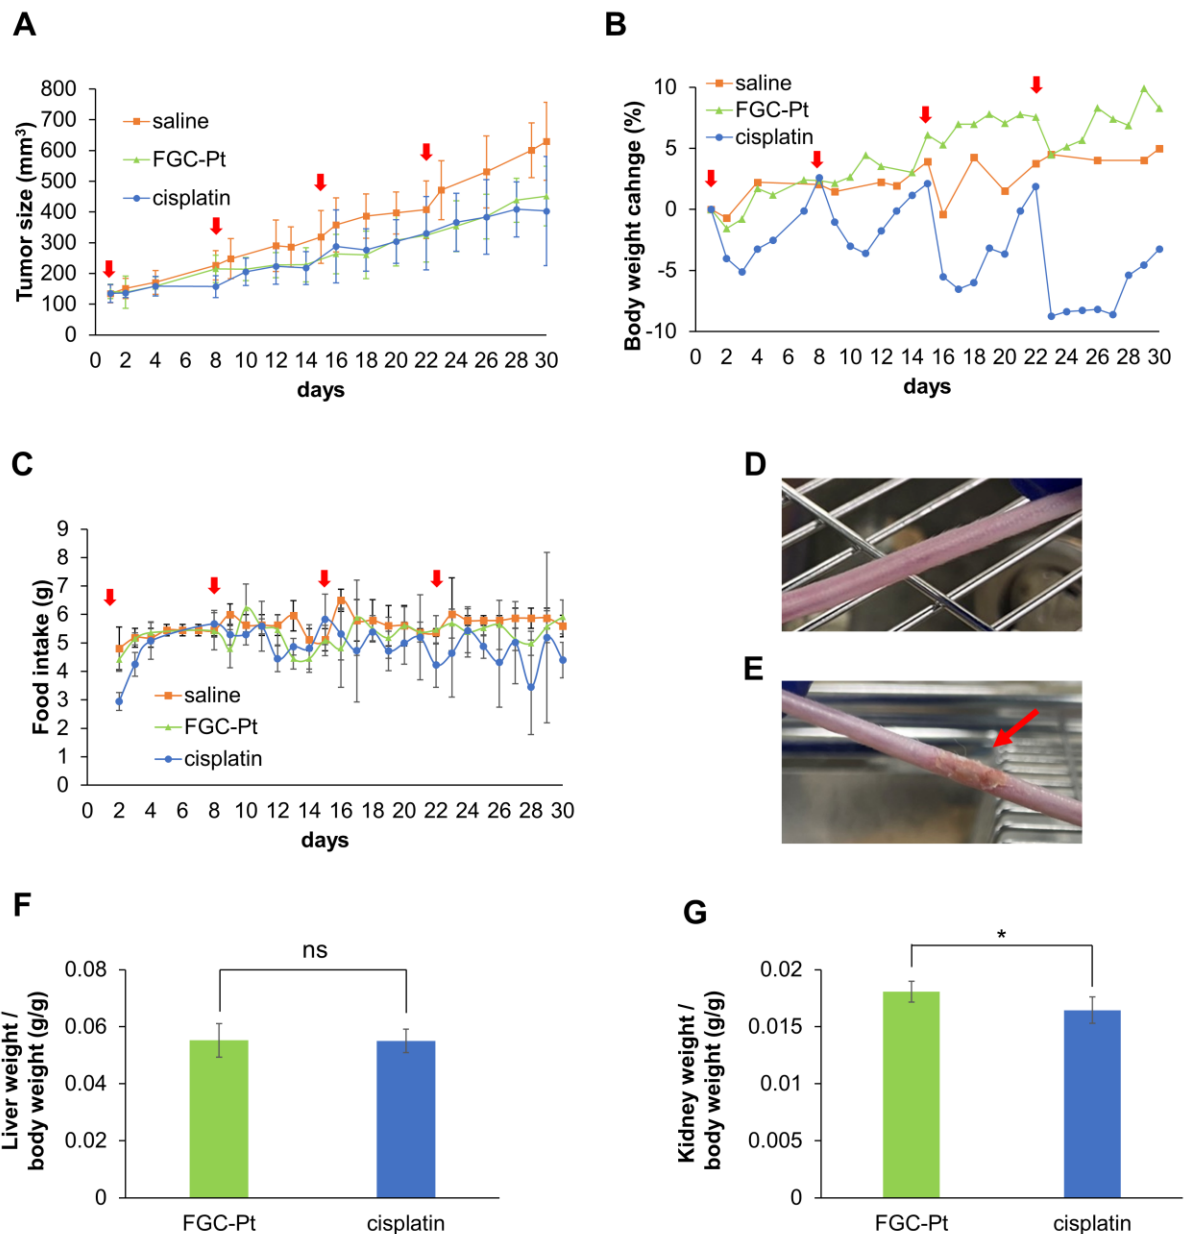 A
Tumor size (mm³)
800
700
600
500
400
300
200
100
0
saline
FGC-Pt
cisplatin
0 2 4 6 8 10 12 14 16 18 20 22 24 26 28 30
days
B
Body weight cahnge (%)
10
5
0
-5
-10
saline
FGC-Pt
cisplatin
0 2 4 6 8 10 12 14 16 18 20 22 24 26 28 30
days
C
Food intake (g)
9
8
7
6
5
4
3
2
1
0
saline
FGC-Pt
cisplatin
0 2 4 6 8 10 12 14 16 18 20 22 24 26 28 30
days
D
E
F
Liver weight /
body weight (g/g)
ns
0.08
0.06
0.04
0.02
0
FGC-Pt cisplatin
G
Kidney weight /
body weight (g/g)
*
0.02
0.015
0.01
0.005
0
FGC-Pt cisplatin